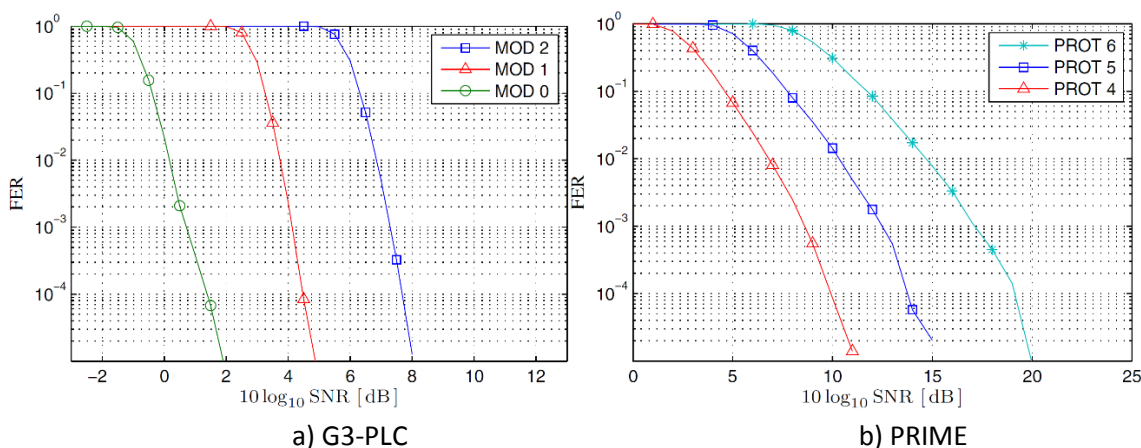 10^0
10^-1
10^-2
10^-3
10^-4
FER
MOD 2
MOD 1
MOD 0
−2 0 2 4 6 8 10 12
10 log10 SNR [dB]
a) G3-PLC
10^0
10^-1
10^-2
10^-3
10^-4
FER
PROT 6
PROT 5
PROT 4
0 5 10 15 20 25
10 log10 SNR [dB]
b) PRIME